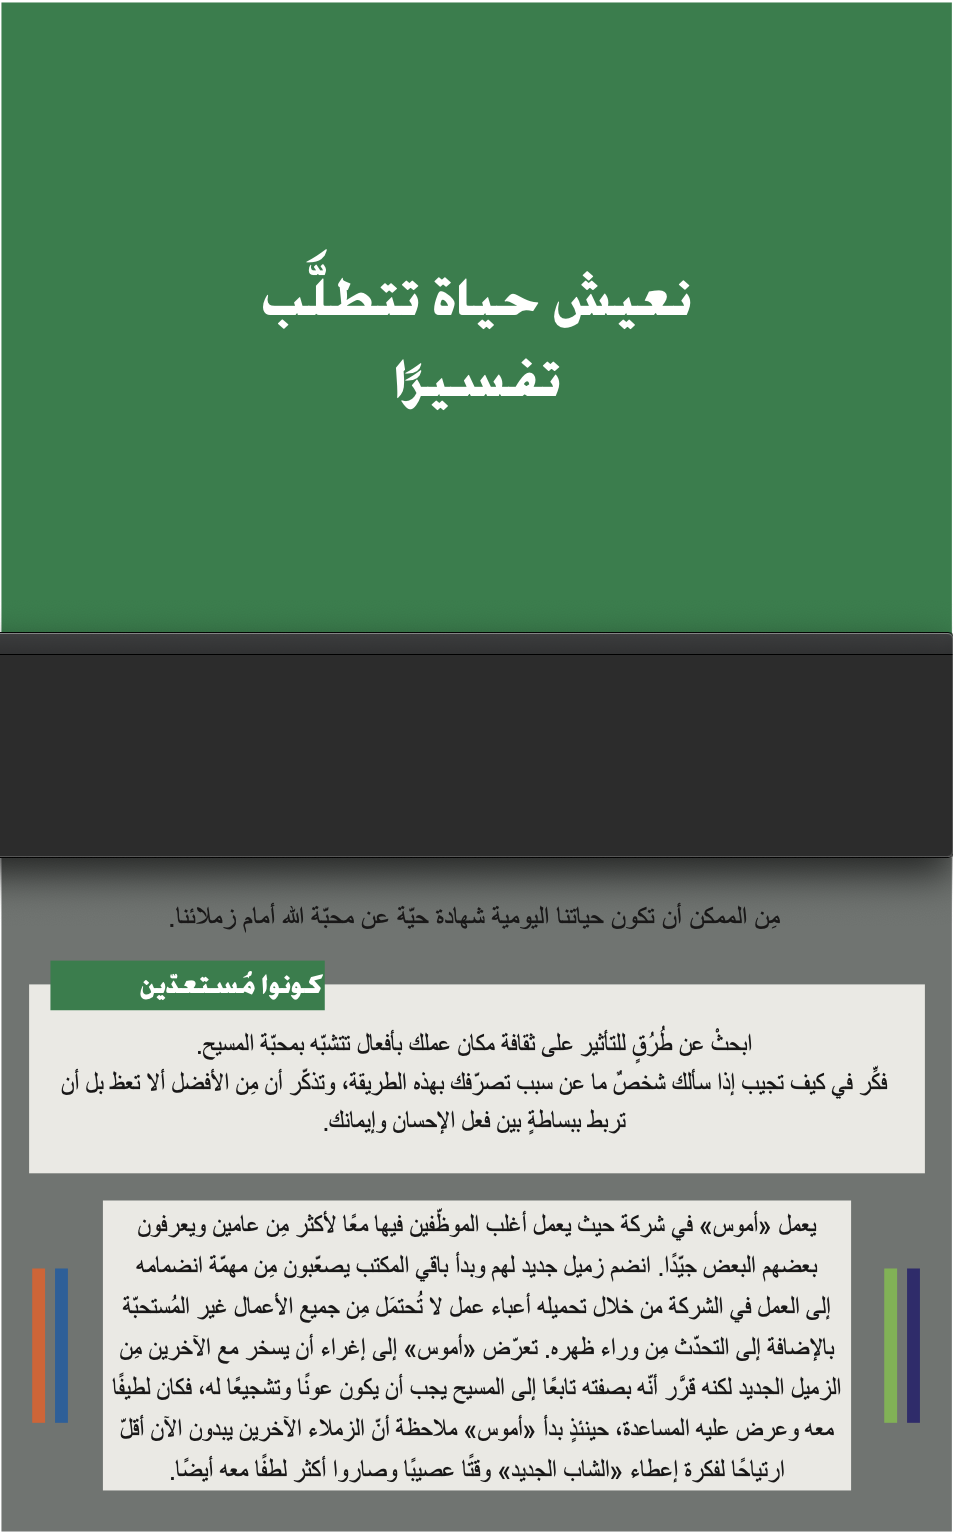 نعيش حياة تتطلَّب
تفسيرًا
مِن الممكن أن تكون حياتنا اليومية شهادة حيّة عن محبّة الله أمام زملائنا.
كونوا مُستعدّين
ابحثْ عن طُرُقٍ للتأثير على ثقافة مكان عملك بأفعال تتشبّه بمحبّة المسيح.
فكِّر في كيف تجيب إذا سألك شخصٌ ما عن سبب تصرّفك بهذه الطريقة، وتذكّر أن مِن الأفضل ألا تعظ بل أن
تربط ببساطةٍ بين فعل الإحسان وإيمانك.
يعمل «أموس» في شركة حيث يعمل أغلب الموظّفين فيها معًا لأكثر مِن عامين ويعرفون
بعضهم البعض جيّدًا. انضم زميل جديد لهم وبدأ باقي المكتب يصعّبون مِن مهمّة انضمامه
إلى العمل في الشركة من خلال تحميله أعباء عمل لا تُحتمَل مِن جميع الأعمال غير المُستحبّة
بالإضافة إلى التحدّث مِن وراء ظهره. تعرّض «أموس» إلى إغراء أن يسخر مع الآخرين مِن
الزميل الجديد لكنه قرَّر أنّه بصفته تابعًا إلى المسيح يجب أن يكون عونًا وتشجيعًا له، فكان لطيفًا
معه وعرض عليه المساعدة، حينئذٍ بدأ «أموس» ملاحظة أنّ الزملاء الآخرين يبدون الآن أقلّ
ارتياحًا لفكرة إعطاء «الشاب الجديد» وقتًا عصيبًا وصاروا أكثر لطفًا معه أيضًا.